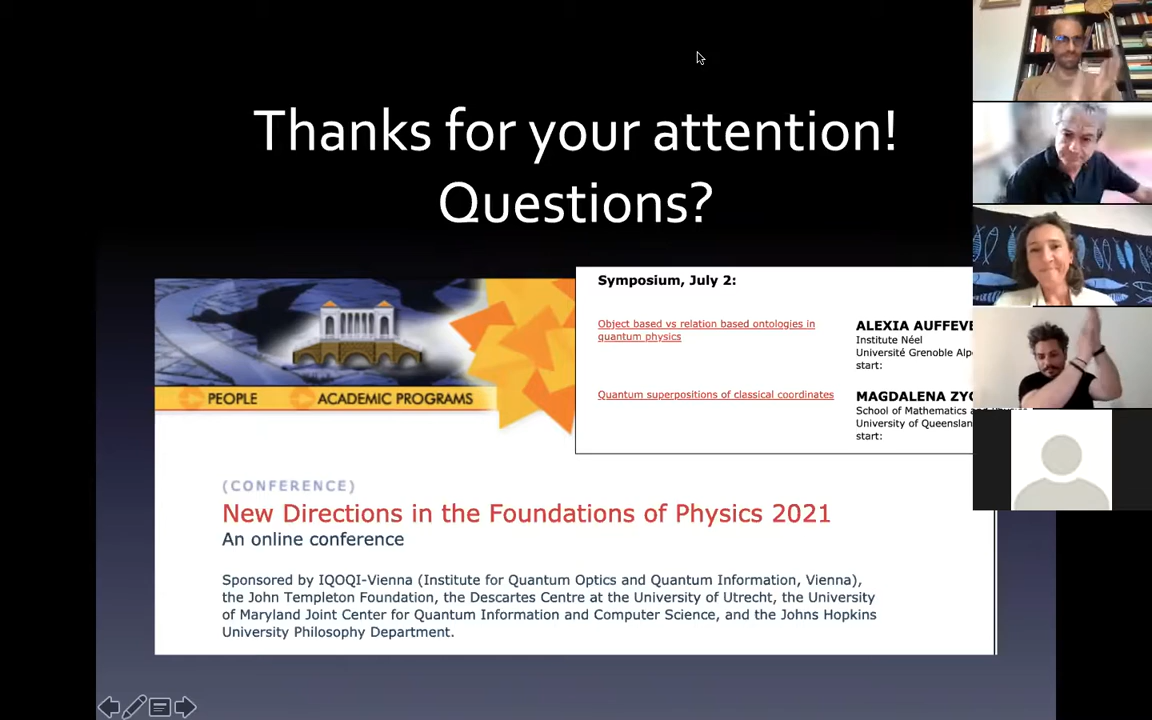 Thanks for your attention!
Questions?
Symposium, July 2:
Object based vs relation based ontologies in
quantum physics
ALEXIA AUFFEVE
Institute Néel
Université Grenoble Alp
start:
Quantum superpositions of classical coordinates
MAGDALENA ZYG
School of Mathematics and Physics
University of Queenslan
start:
PEOPLE
ACADEMIC PROGRAMS
(CONFERENCE)
New Directions in the Foundations of Physics 2021
An online conference
Sponsored by IQOQI-Vienna (Institute for Quantum Optics and Quantum Information, Vienna),
the John Templeton Foundation, the Descartes Centre at the University of Utrecht, the University
of Maryland Joint Center for Quantum Information and Computer Science, and the Johns Hopkins
University Philosophy Department.